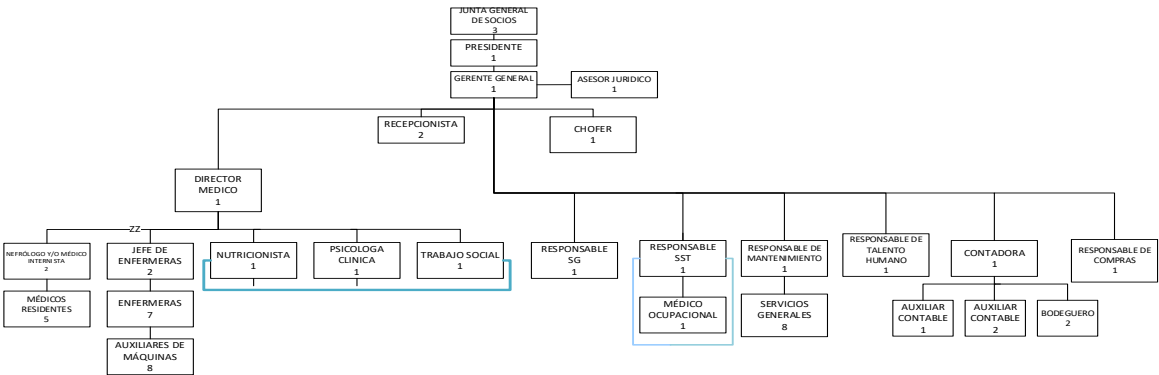 JUNTA GENERAL
DE SOCIOS
3
PRESIDENTE
1
GERENTE GENERAL
1
ASESOR JURIDICO
1
RECEPCIONISTA
2
CHOFER
1
DIRECTOR
MEDICO
1
ZZ
NEFRÓLOGO Y/O MÉDICO
INTERNISTA
2
JEFE DE
ENFERMERAS
2
NUTRICIONISTA
1
PSICOLOGA
CLINICA
1
TRABAJO SOCIAL
1
RESPONSABLE
SG
1
RESPONSABLE
SST
1
RESPONSABLE DE
MANTENIMIENTO
1
RESPONSABLE DE
TALENTO
HUMANO
1
CONTADORA
1
RESPONSABLE DE
COMPRAS
1
MÉDICOS
RESIDENTES
5
ENFERMERAS
7
MÉDICO
OCUPACIONAL
1
SERVICIOS
GENERALES
8
AUXILIAR
CONTABLE
1
AUXILIAR
CONTABLE
2
BODEGUERO
2
AUXILIARES DE
MÁQUINAS
8